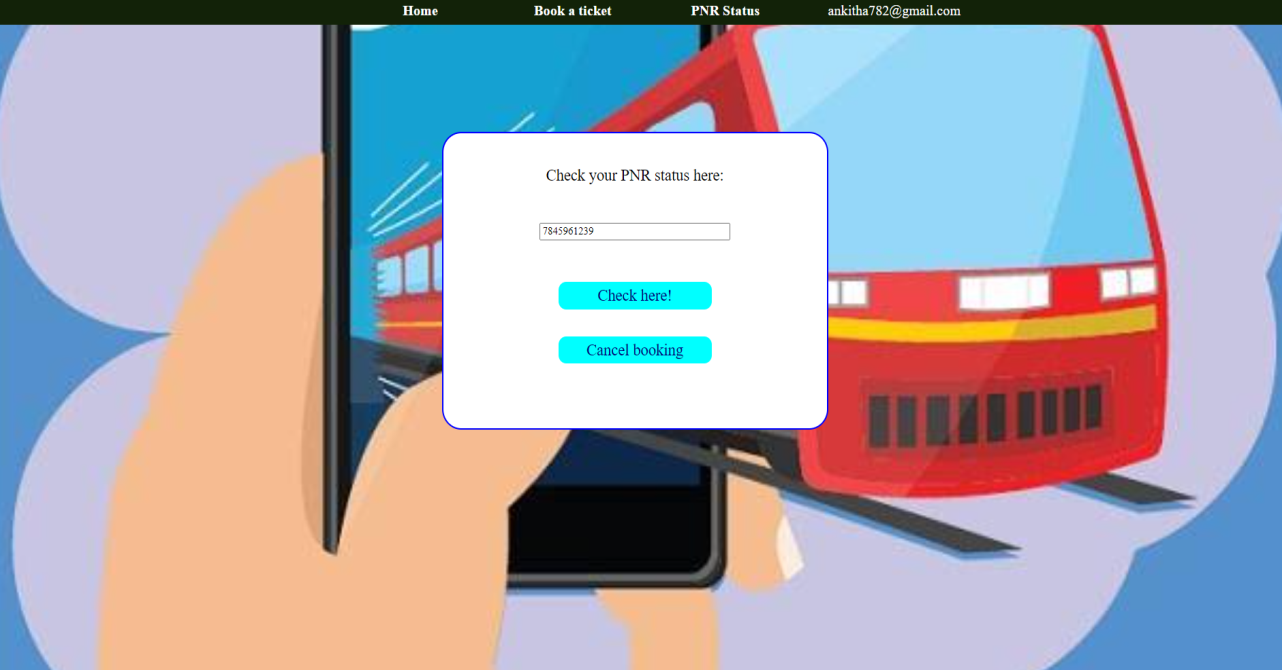 Home Book a ticket PNR Status ankitha782@gmail.com
Check your PNR status here:
7845961239
Check here!
Cancel booking